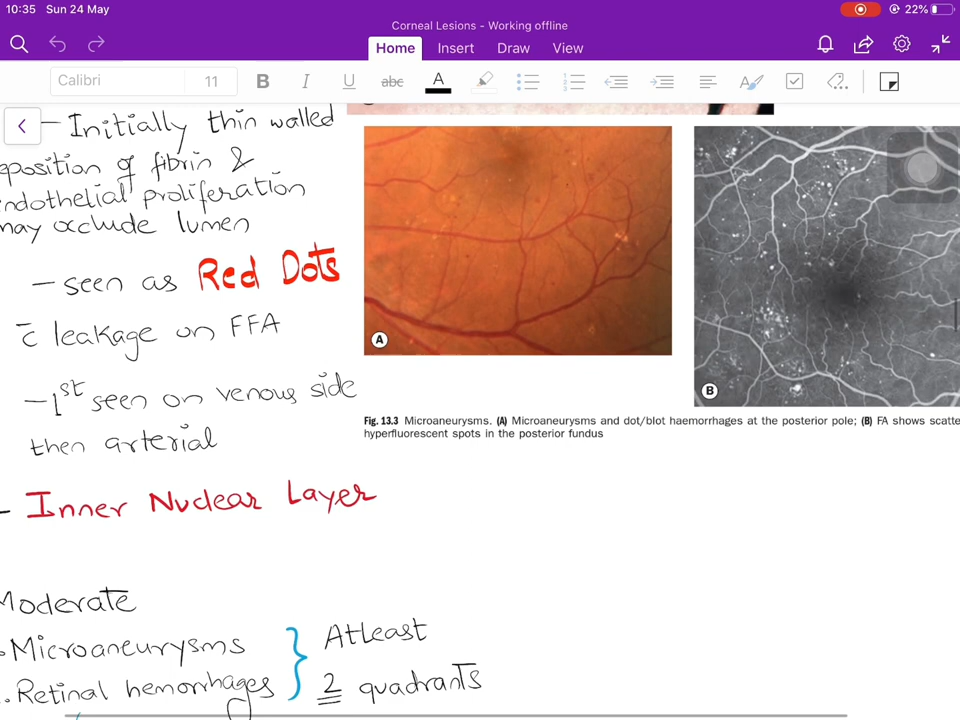 10:35 Sun 24 May
22%
Corneal Lesions - Working offline
Home Insert Draw View
Calibri 11 B I U abc A
- Initially thin walled
eposition of fibrin &
ndothelial proliferation
may occlude lumen
- seen as Red Dots
c̄ leakage on FFA
- 1st seen on venous side
then arterial
- Inner Nuclear Layer
Moderate
Microaneurysms
Retinal hemorrhages
AtLeast
2 quadrants
A
B
Fig. 13.3 Microaneurysms. (A) Microaneurysms and dot/blot haemorrhages at the posterior pole; (B) FA shows scatte
hyperfluorescent spots in the posterior fundus